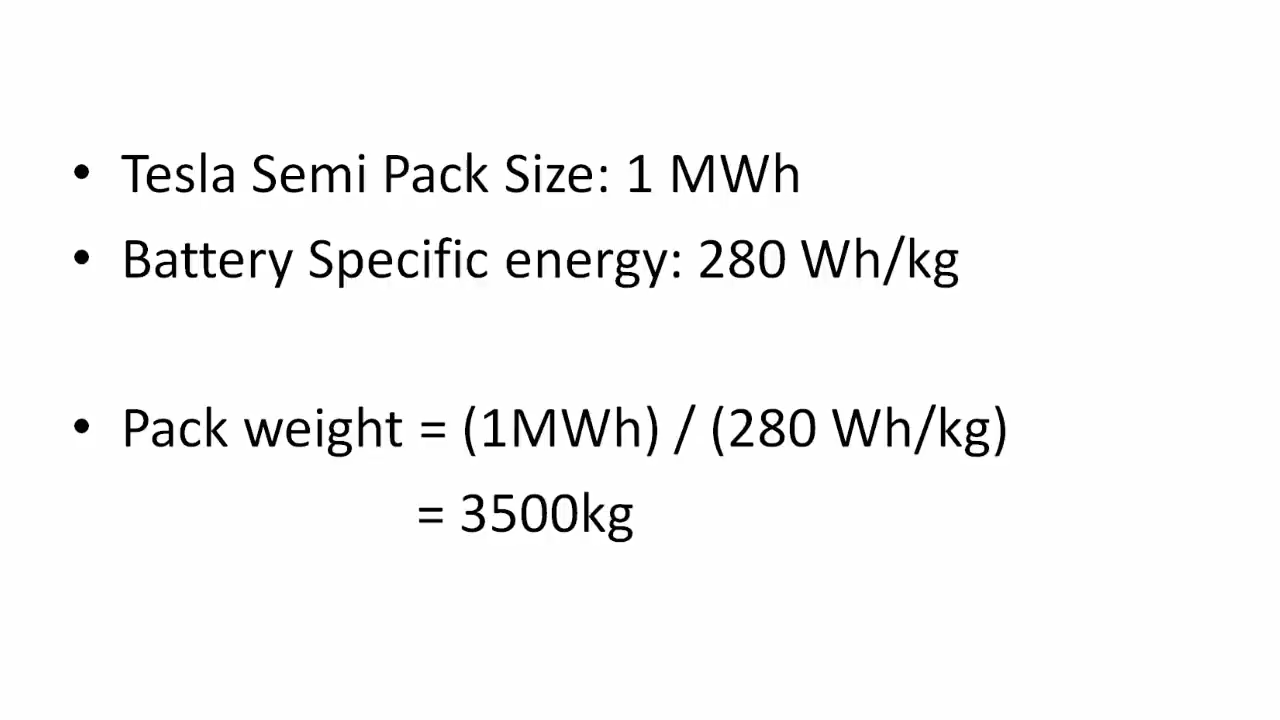 • Tesla Semi Pack Size: 1 MWh
• Battery Specific energy: 280 Wh/kg
• Pack weight = (1MWh) / (280 Wh/kg)
= 3500kg